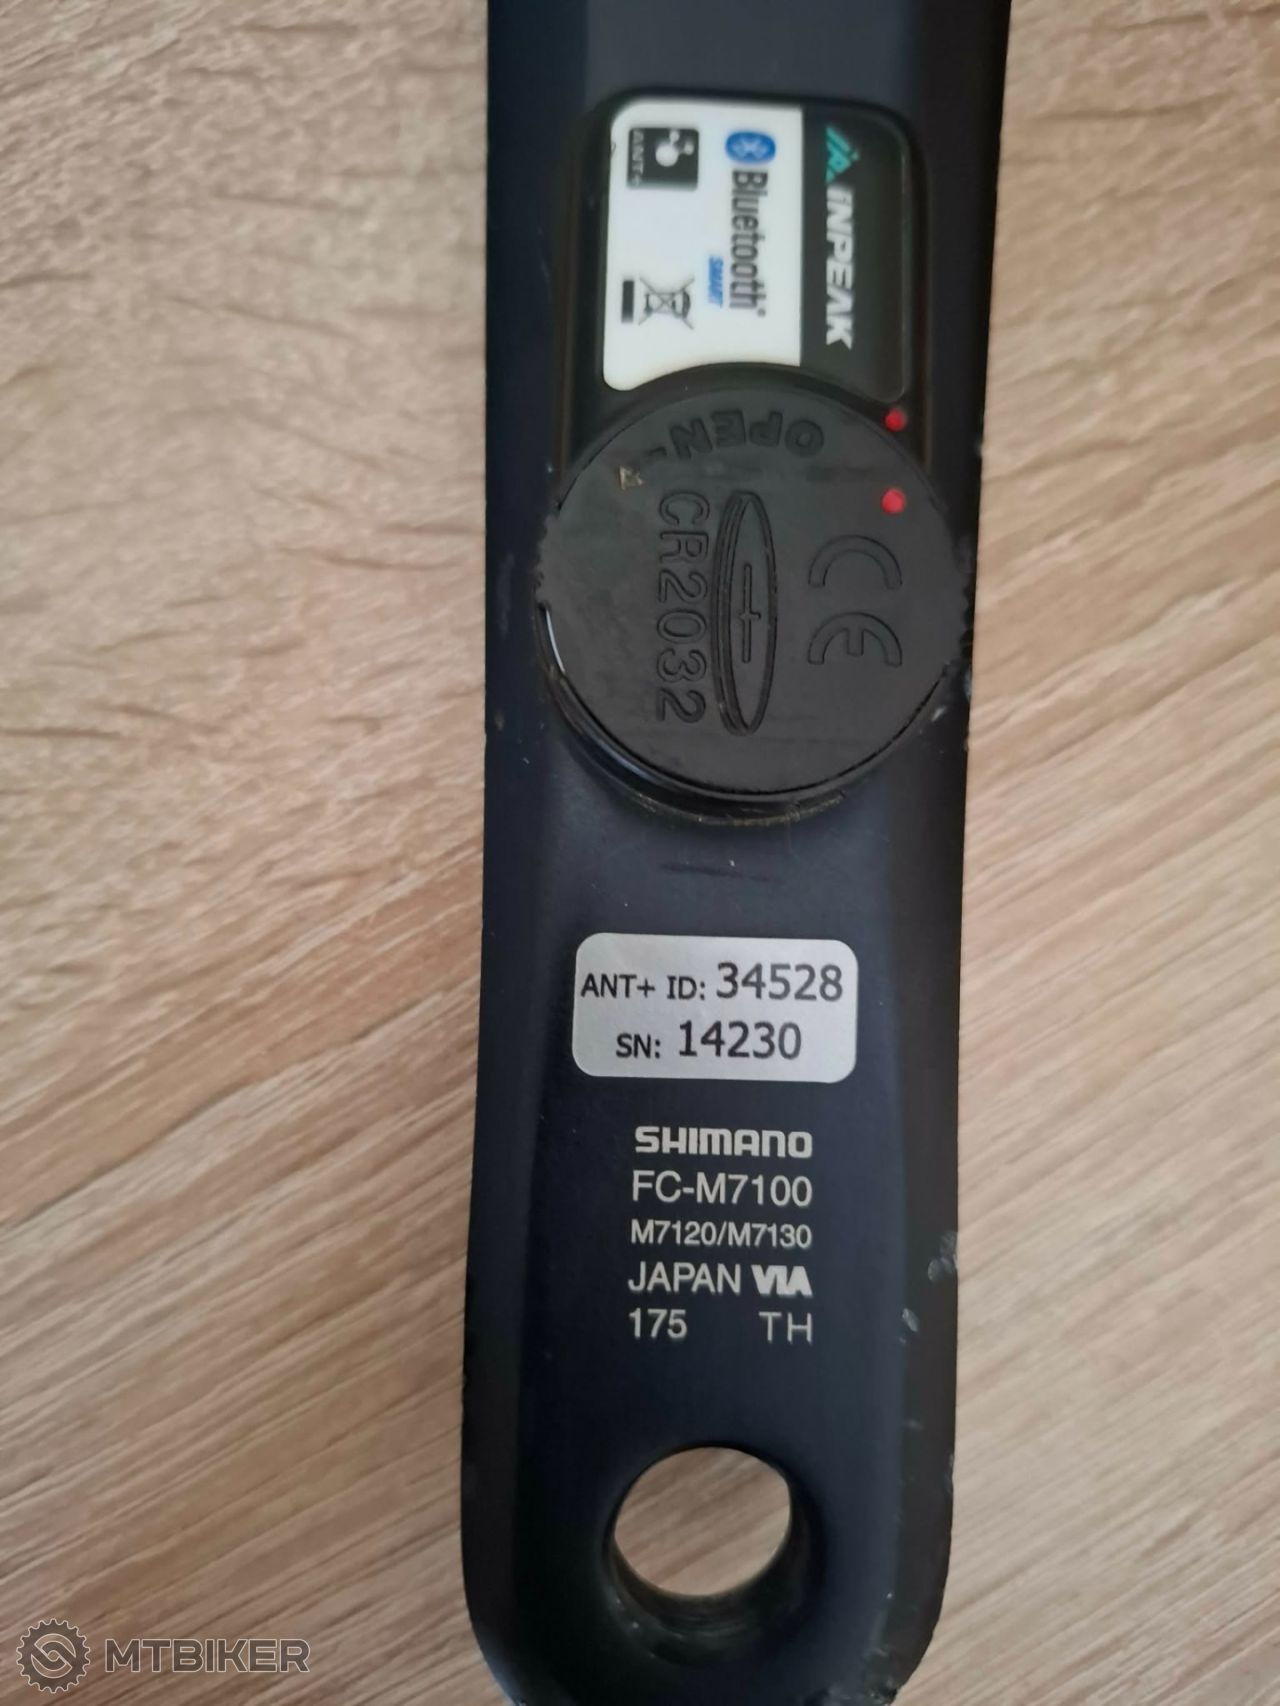 INPEAK
Bluetooth®
SMART
ANT+
OPEN
CE
CR2032
ANT+ ID: 34528
SN: 14230
SHIMANO
FC-M7100
M7120/M7130
JAPAN VIA
175 TH
MTBIKER